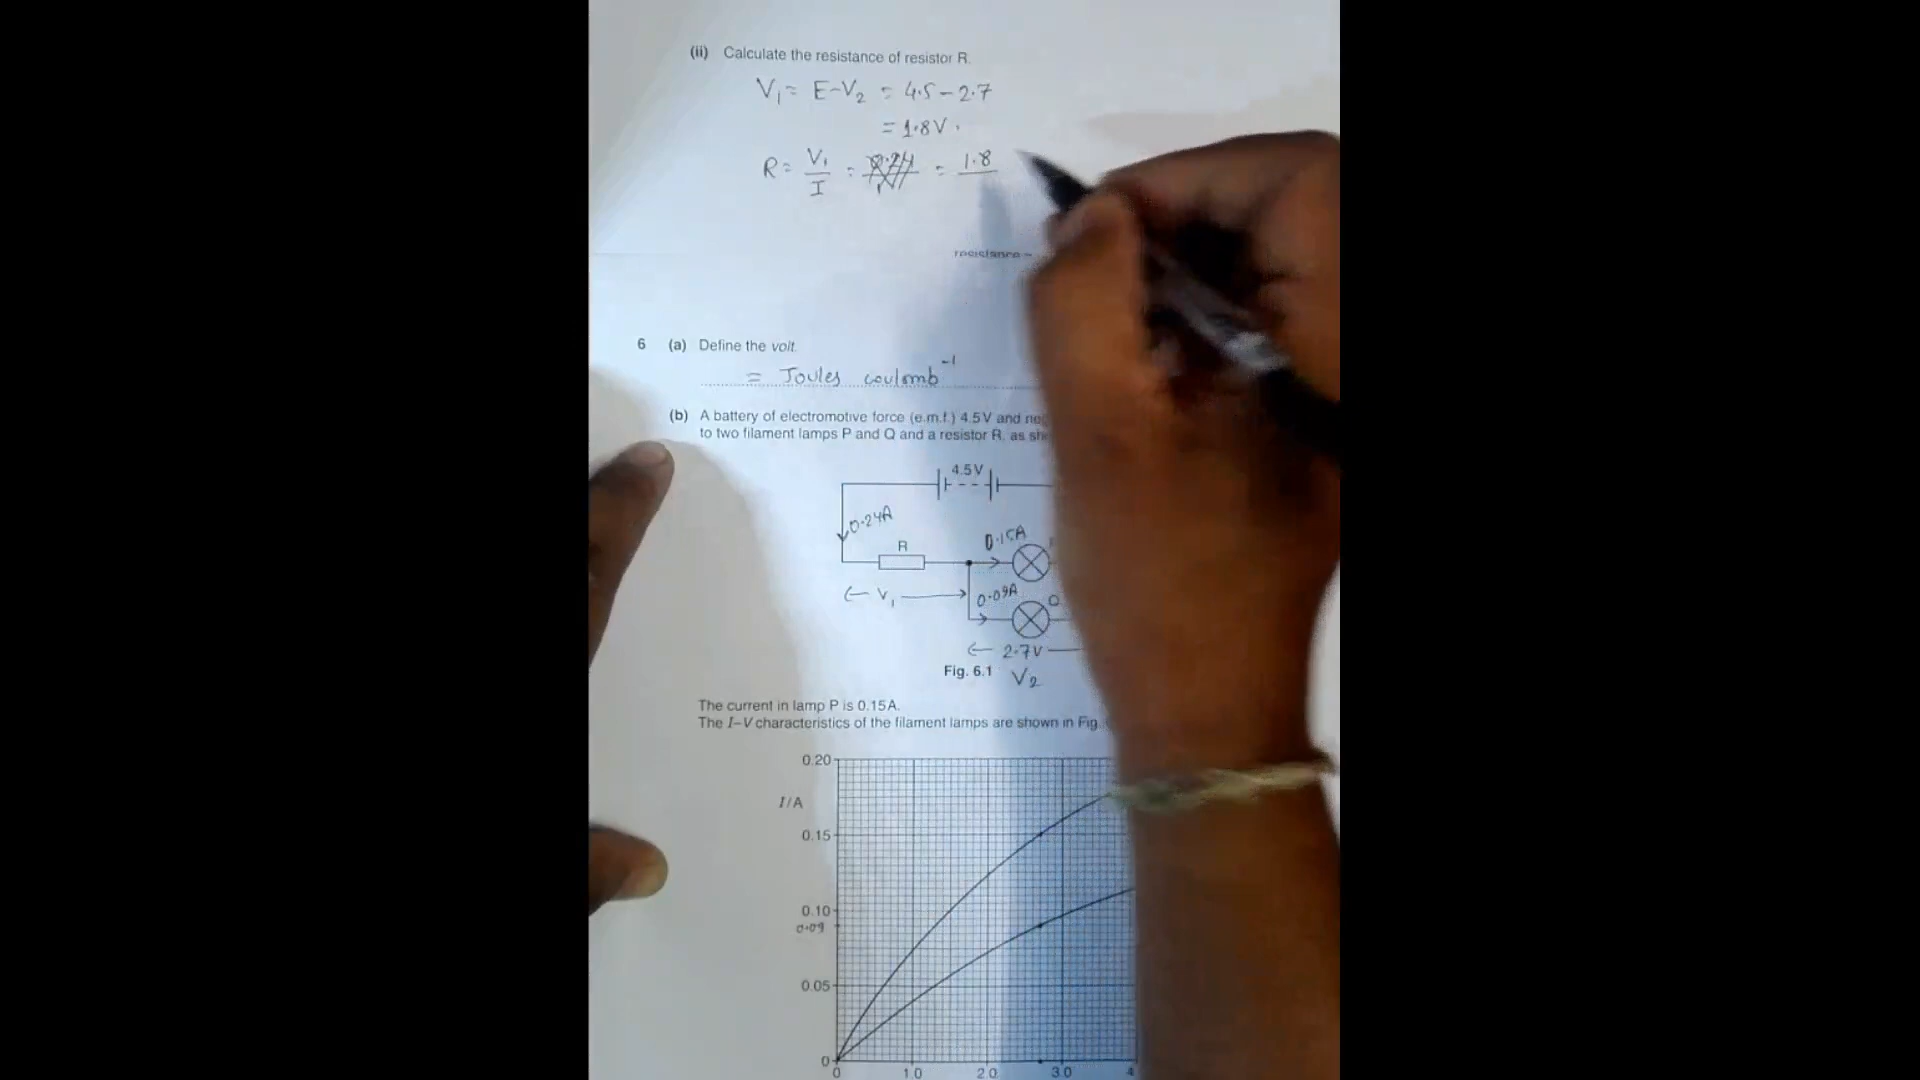 (ii) Calculate the resistance of resistor R.
V₁ = E-V₂ = 4.5 - 2.7
= 1.8V.
R = V₁/I = = 1.8
resistance =
6 (a) Define the volt.
= Joules coulomb⁻¹
(b) A battery of electromotive force (e.m.f.) 4.5V and
to two filament lamps P and Q and a resistor R, as
4.5V
0.24A
R
0.15A
V₁
0.09A
Q
2.7V
Fig. 6.1
V₂
The current in lamp P is 0.15A.
The I–V characteristics of the filament lamps are shown in Fig.
0.20
I/A
0.15
0.10
0.09
0.05
0
0 1.0 2.0 3.0 4